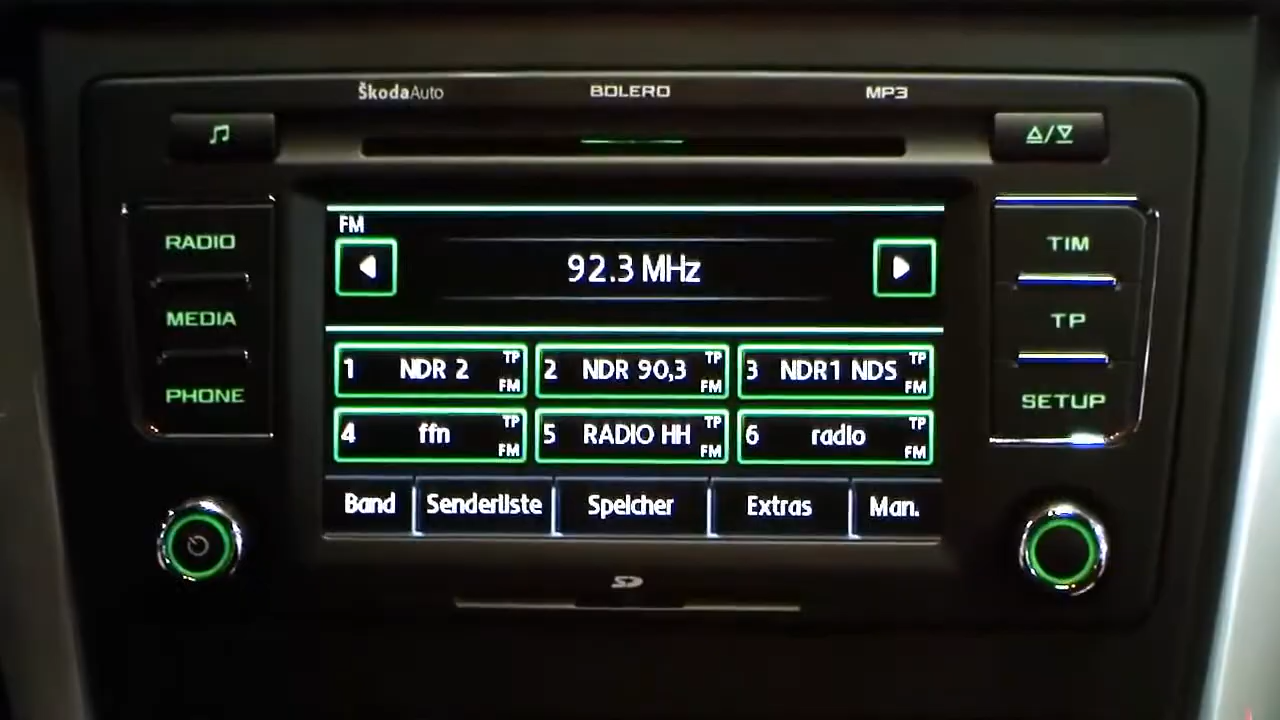 ŠkodaAuto BOLERO MP3
RADIO
MEDIA
PHONE
FM
92.3 MHz
1 NDR 2 TP FM
2 NDR 90,3 TP FM
3 NDR1 NDS TP FM
4 ffn TP FM
5 RADIO HH TP FM
6 radio TP FM
Band Senderliste Speicher Extras Man.
TIM
TP
SETUP
SD